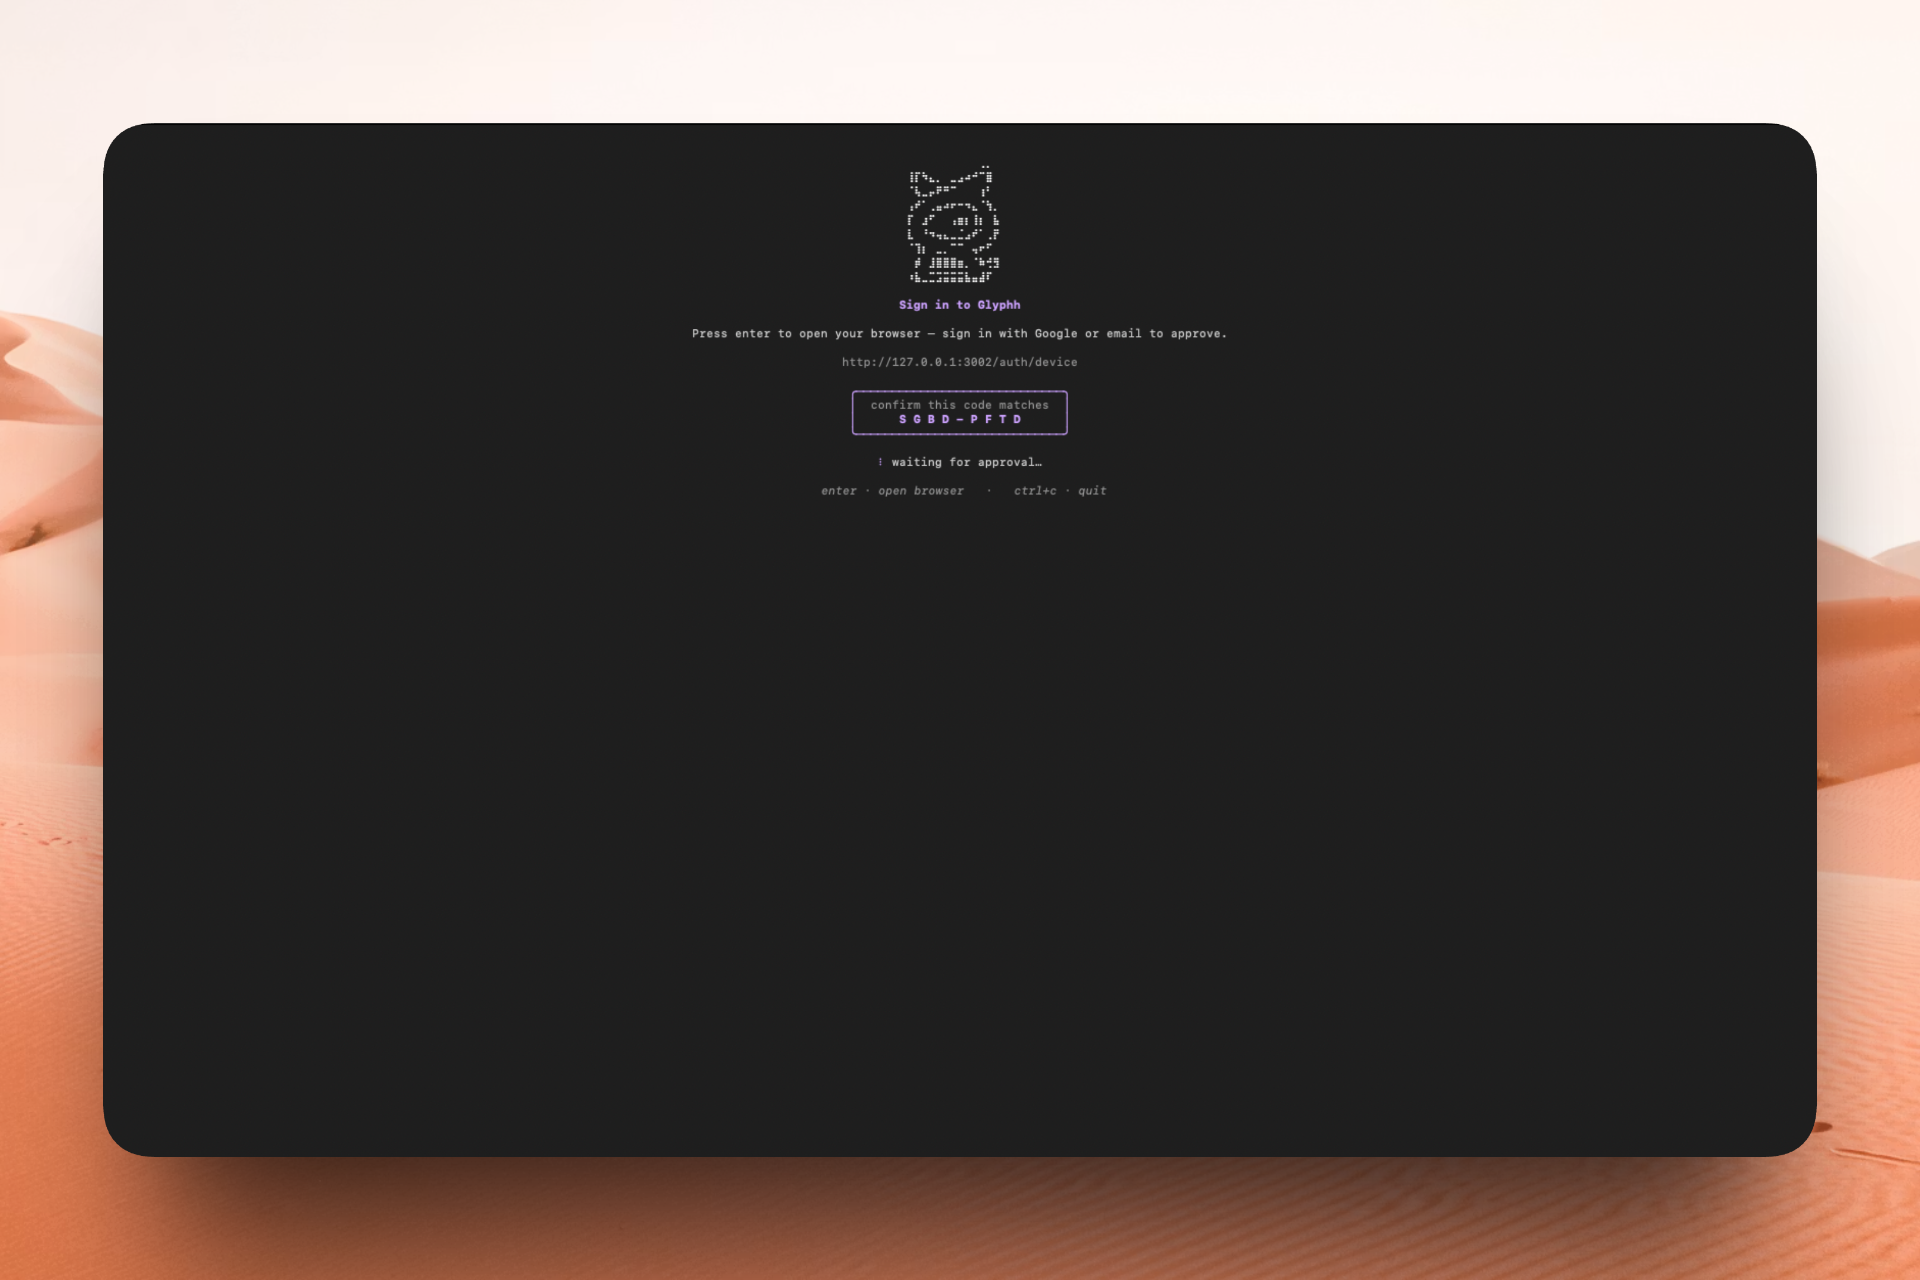 Sign in to Glyphh
Press enter to open your browser — sign in with Google or email to approve.
http://127.0.0.1:3002/auth/device
confirm this code matches
S G B D – P F T D
⠇ waiting for approval…
enter · open browser · ctrl+c · quit